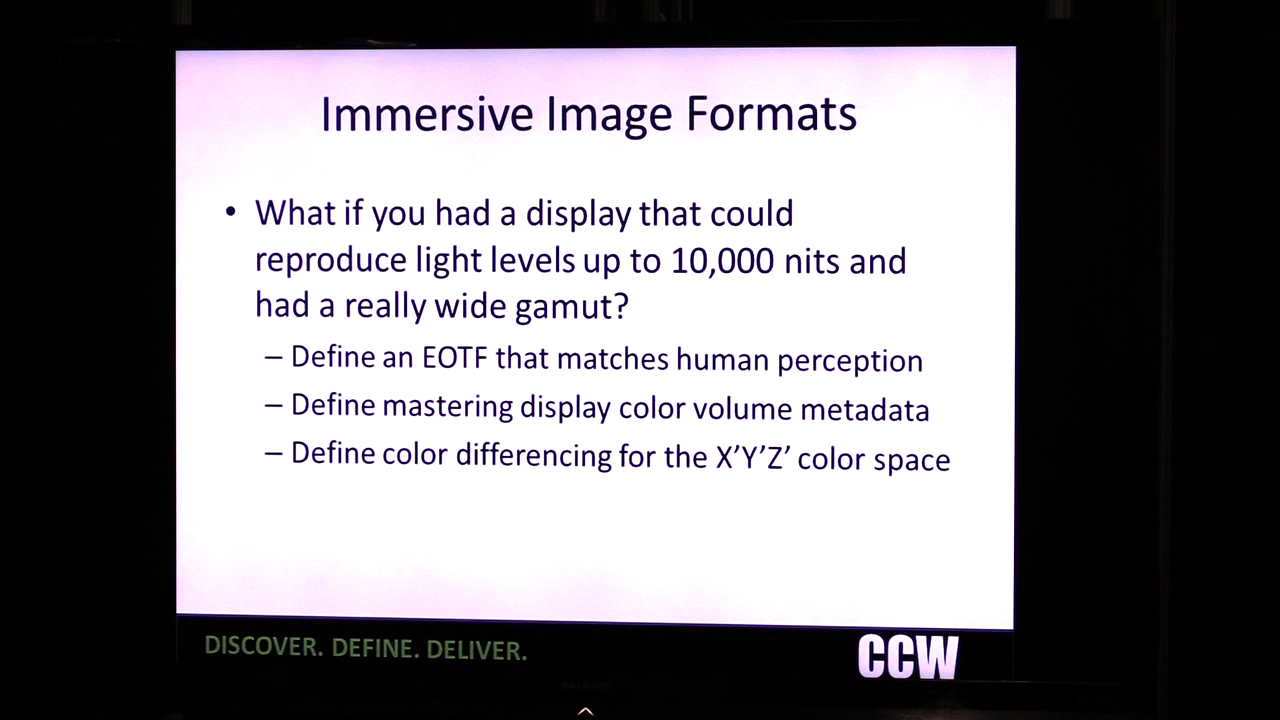 Immersive Image Formats
• What if you had a display that could
reproduce light levels up to 10,000 nits and
had a really wide gamut?
– Define an EOTF that matches human perception
– Define mastering display color volume metadata
– Define color differencing for the X’Y’Z’ color space
DISCOVER. DEFINE. DELIVER.
CCW